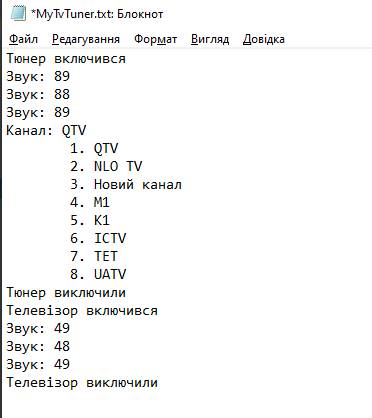 *MyTvTuner.txt: Блокнот
Файл Редагування Формат Вигляд Довідка
Тюнер включився
Звук: 89
Звук: 88
Звук: 89
Канал: QTV
1. QTV
2. NLO TV
3. Новий канал
4. M1
5. K1
6. ICTV
7. ТЕТ
8. UATV
Тюнер виключили
Телевізор включився
Звук: 49
Звук: 48
Звук: 49
Телевізор виключили